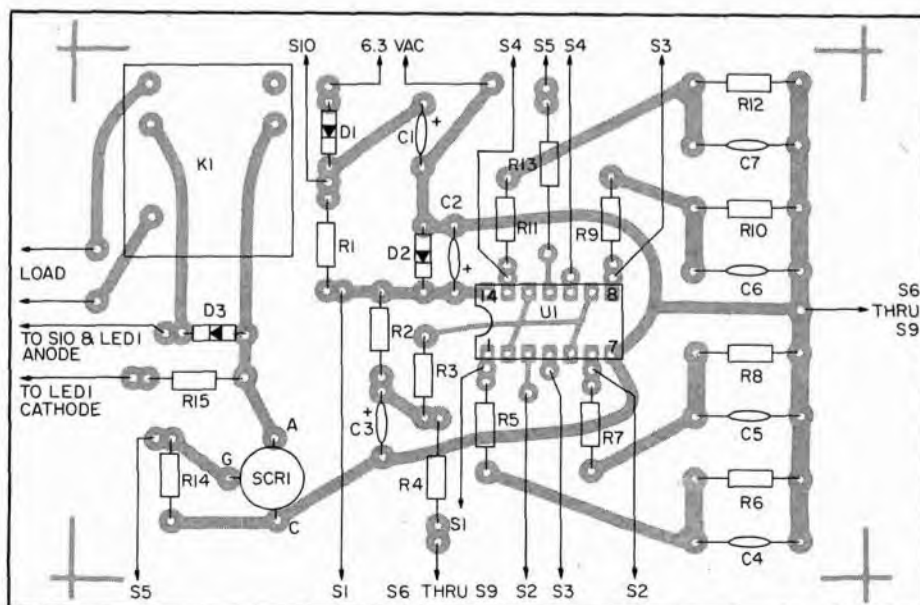 S10 6.3 VAC S4 S5 S4 S3
R12
D1
C1
+
K1
R13
C7
C2
R11 R9 R10
R1
D2
+
LOAD
C6
14 8
S6
THRU
S9
U1
D3
R2
TO S10 & LED1
ANODE
1 7
R3
R8
TO LED1
CATHODE
R15
+
C3
R5 R7
A
C5
G
SCR1
R14
R4
R6
C
S1
C4
S5 S1 S6 THRU S9 S2 S3 S2